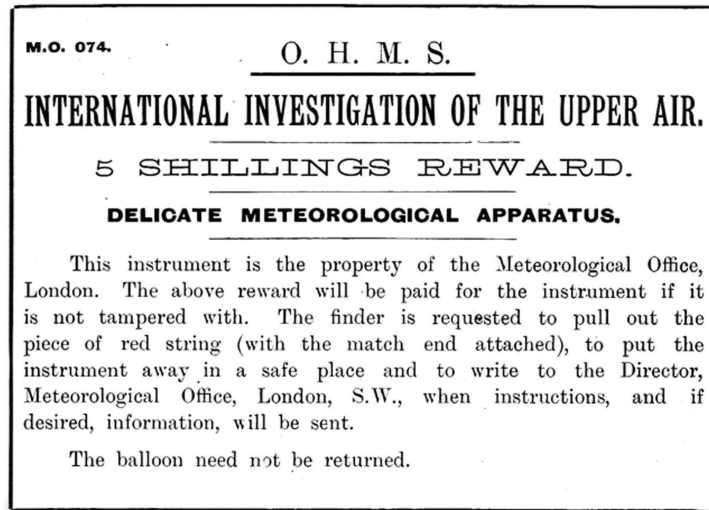 M.O. 074.
O. H. M. S.
INTERNATIONAL INVESTIGATION OF THE UPPER AIR.
5 SHILLINGS REWARD.
DELICATE METEOROLOGICAL APPARATUS.
This instrument is the property of the Meteorological Office,
London. The above reward will be paid for the instrument if it
is not tampered with. The finder is requested to pull out the
piece of red string (with the match end attached), to put the
instrument away in a safe place and to write to the Director,
Meteorological Office, London, S.W., when instructions, and if
desired, information, will be sent.
The balloon need not be returned.